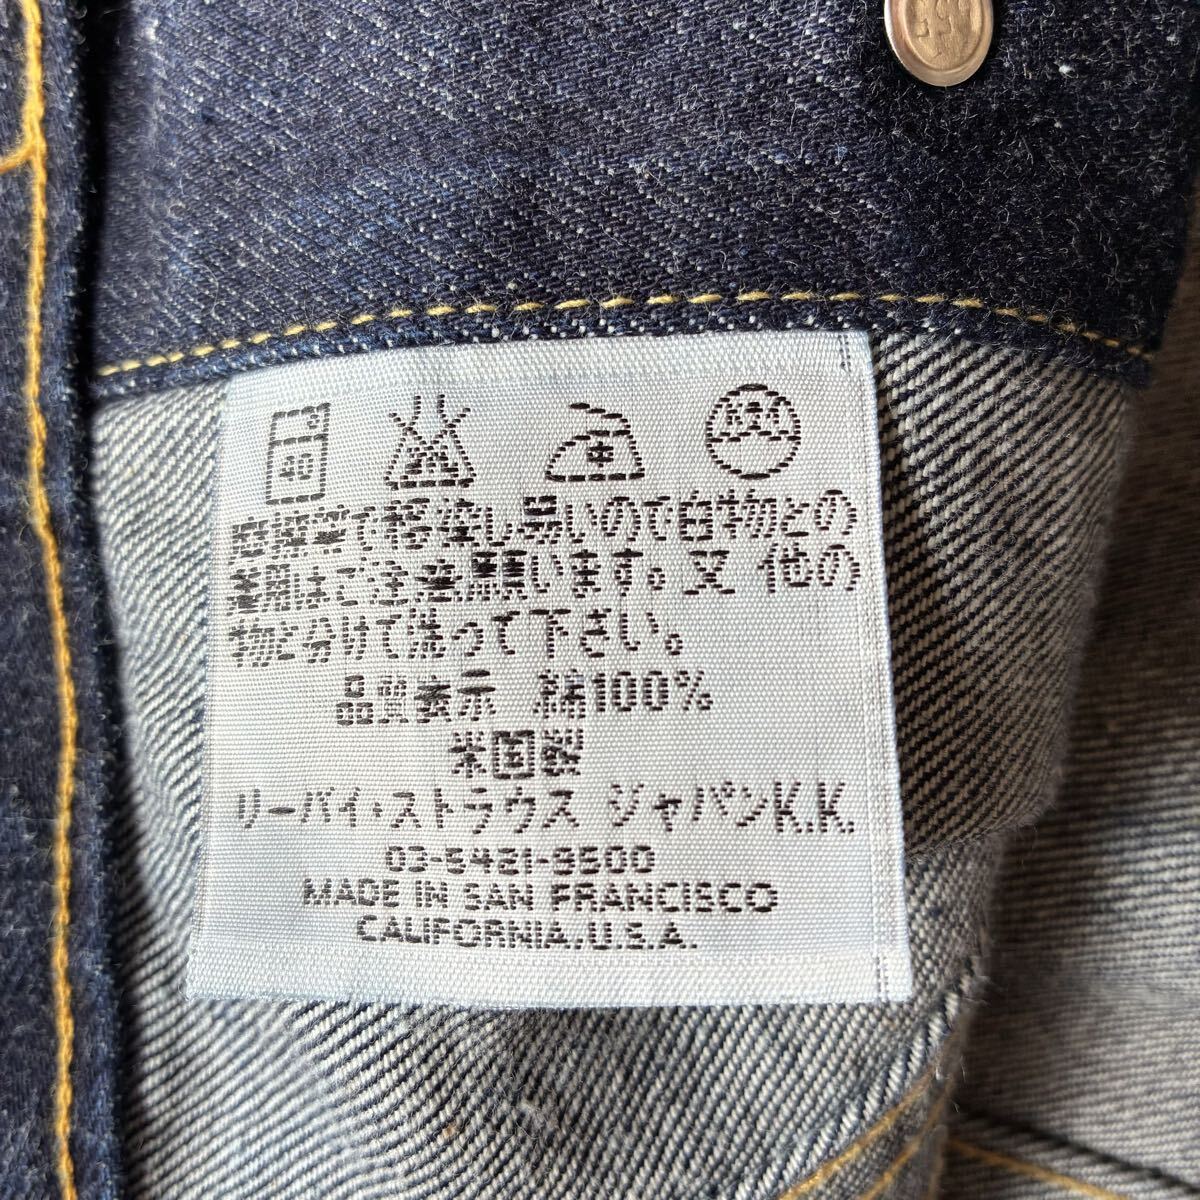 555
40
中
摩擦等で移染し易いので白物との
着用はご注意願います。又 他の
物と分けて洗って下さい。
品質表示 綿100%
米国製
リーバイ・ストラウス ジャパンK.K.
03-5421-9500
MADE IN SAN FRANCISCO
CALIFORNIA,U.S.A.